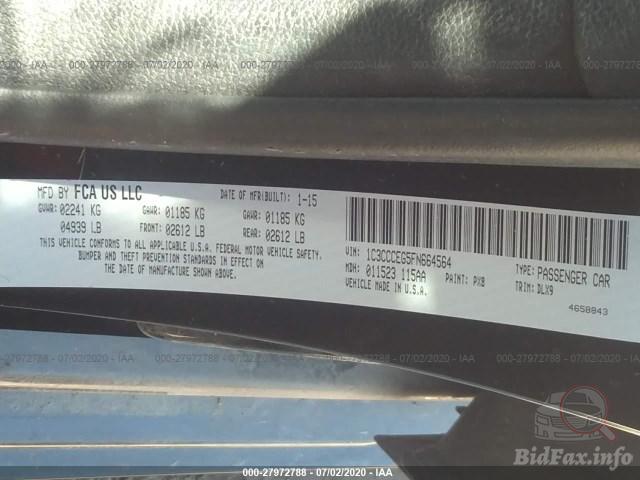 000-27972788 - 07/02/2020 - IAA
MFD BY FCA US LLC DATE OF MFR(BUILT): 1-15
GVWR: 02241 KG GAWR: 01185 KG GAWR: 01185 KG
04939 LB FRONT: 02612 LB REAR: 02612 LB
THIS VEHICLE CONFORMS TO ALL APPLICABLE U.S.A. FEDERAL MOTOR VEHICLE SAFETY,
BUMPER AND THEFT PREVENTION STANDARDS IN EFFECT ON
THE DATE OF MANUFACTURE SHOWN ABOVE.
VIN: 1C3CCCEG5FN664564 TYPE: PASSENGER CAR
MDH: 011523 115AA PAINT: PX8 TRIM: DLX9
VEHICLE MADE IN U.S.A. 4658843
000-27972788 - 07/02/2020 - IAA
000-27972788 - 07/02/2020 - IAA
BidFax.info